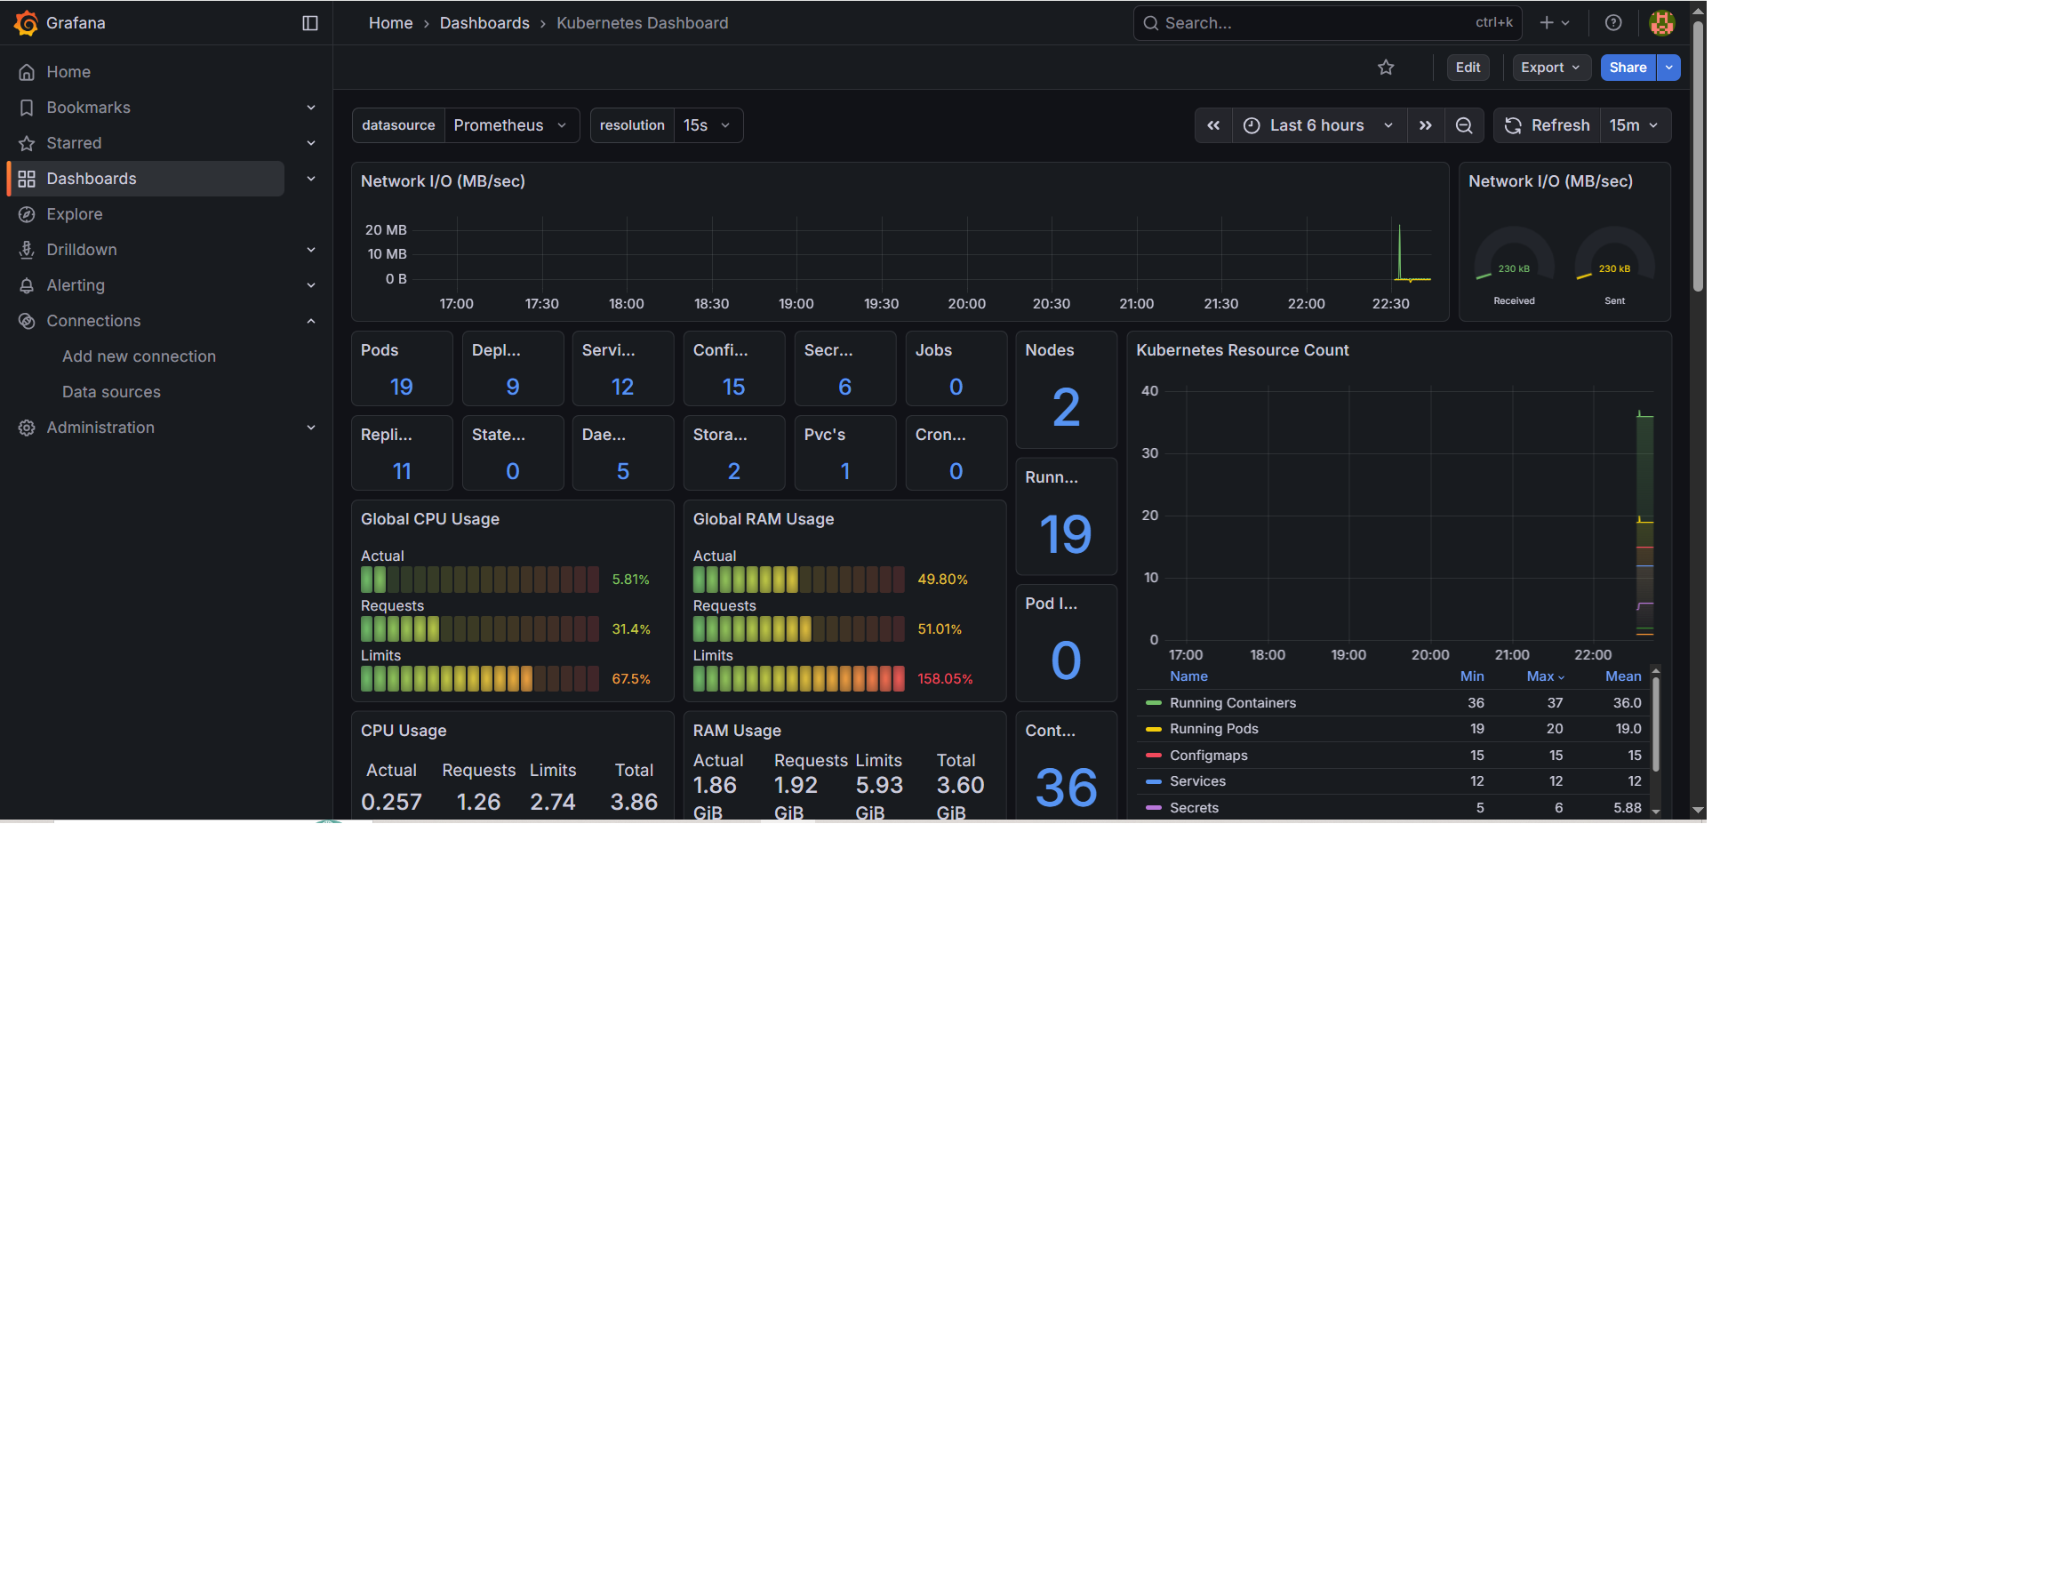 Grafana
Home › Dashboards › Kubernetes Dashboard
Search...
ctrl+k
Edit
Export
Share
Home
Bookmarks
Starred
Dashboards
Explore
Drilldown
Alerting
Connections
Add new connection
Data sources
Administration
datasource Prometheus
resolution 15s
Last 6 hours
Refresh
15m
Network I/O (MB/sec)
20 MB
10 MB
0 B
17:00 17:30 18:00 18:30 19:00 19:30 20:00 20:30 21:00 21:30 22:00 22:30
Network I/O (MB/sec)
230 kB 230 kB
Received Sent
Pods Depl... Servi... Confi... Secr... Jobs
19 9 12 15 6 0
Repli... State... Dae... Stora... Pvc's Cron...
11 0 5 2 1 0
Global CPU Usage
Actual
5.81%
Requests
31.4%
Limits
67.5%
Global RAM Usage
Actual
49.80%
Requests
51.01%
Limits
158.05%
CPU Usage
Actual Requests Limits Total
0.257 1.26 2.74 3.86
RAM Usage
Actual Requests Limits Total
1.86 1.92 5.93 3.60
GiB GiB GiB GiB
Nodes
2
Runn...
19
Pod I...
0
Cont...
36
Kubernetes Resource Count
40
30
20
10
0
17:00 18:00 19:00 20:00 21:00 22:00
Name Min Max Mean
Running Containers 36 37 36.0
Running Pods 19 20 19.0
Configmaps 15 15 15
Services 12 12 12
Secrets 5 6 5.88